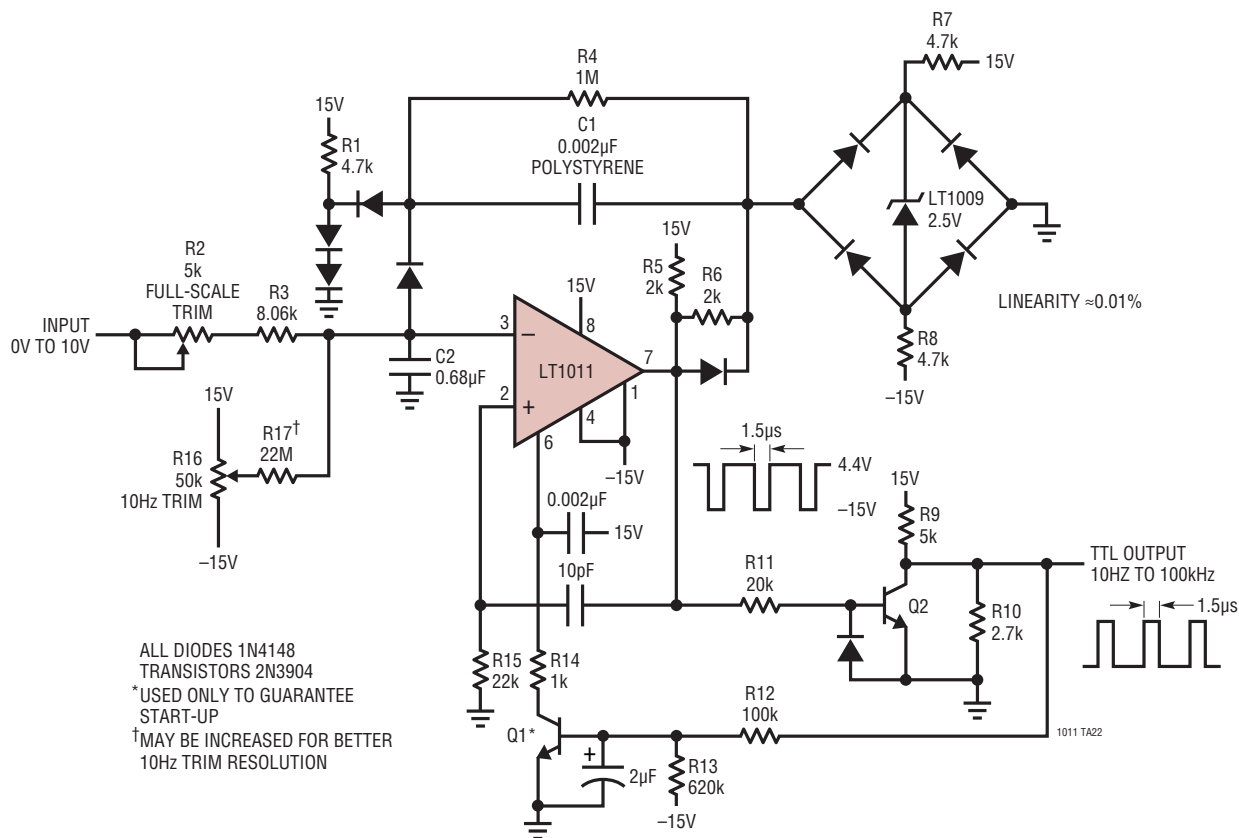 R7
4.7k
15V
R4
1M
15V
R1
4.7k
C1
0.002µF
POLYSTYRENE
LT1009
2.5V
15V
R5
2k
R6
2k
R2
5k
FULL-SCALE
TRIM
R3
8.06k
15V
LINEARITY ≈0.01%
INPUT
0V TO 10V
3
–
8
C2
0.68µF
LT1011
7
R8
4.7k
–15V
2
+
1
4
6
15V
R17†
22M
R16
50k
10Hz TRIM
–15V
–15V
1.5µs
4.4V
–15V
0.002µF
15V
15V
R9
5k
10pF
R11
20k
TTL OUTPUT
10HZ TO 100kHz
Q2
R10
2.7k
1.5µs
ALL DIODES 1N4148
TRANSISTORS 2N3904
*USED ONLY TO GUARANTEE
START-UP
†MAY BE INCREASED FOR BETTER
10Hz TRIM RESOLUTION
R15
22k
R14
1k
R12
100k
Q1*
+
2µF
R13
620k
–15V
1011 TA22